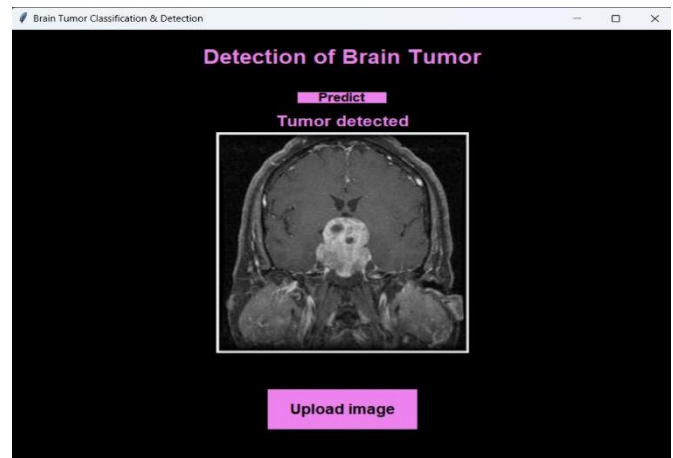 Brain Tumor Classification & Detection
Detection of Brain Tumor
Predict
Tumor detected
Upload image